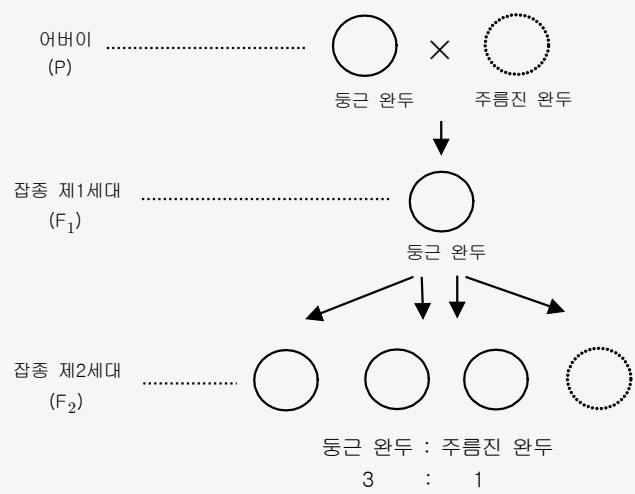 어버이
(P)
×
둥근 완두
주름진 완두
잡종 제1세대
(F₁)
둥근 완두
잡종 제2세대
(F₂)
둥근 완두 : 주름진 완두
3 : 1